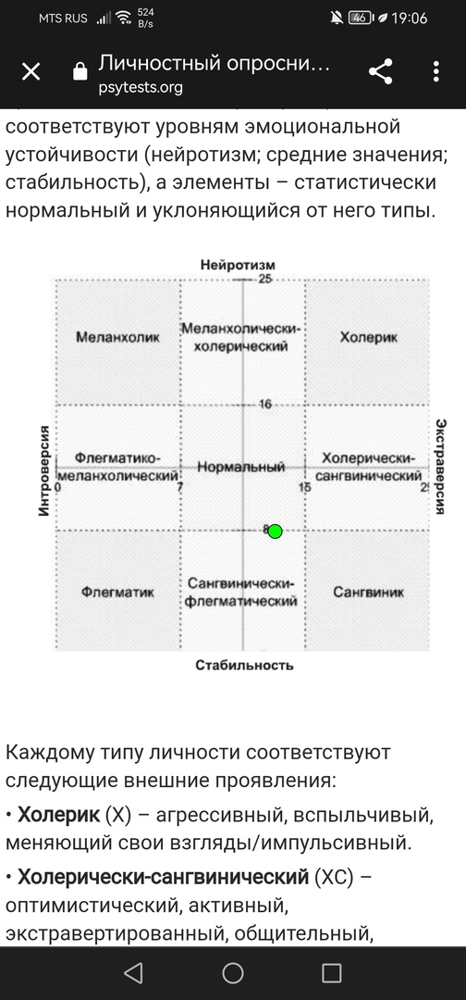 MTS RUS 524 B/s 46 19:06
Личностный опросни...
psytests.org
соответствуют уровням эмоциональной
устойчивости (нейротизм; средние значения;
стабильность), а элементы – статистически
нормальный и уклоняющийся от него типы.
Нейротизм
25
Меланхолик
Меланхолически-
холерический
Холерик
16
Интроверсия
Флегматико-
меланхолический
Нормальный
Холерически-
сангвинический
Экстраверсия
0 7 15 25
8
Флегматик
Сангвинически-
флегматический
Сангвиник
Стабильность
Каждому типу личности соответствуют
следующие внешние проявления:
• Холерик (Х) – агрессивный, вспыльчивый,
меняющий свои взгляды/импульсивный.
• Холерически-сангвинический (ХС) –
оптимистический, активный,
экстравертированный, общительный,